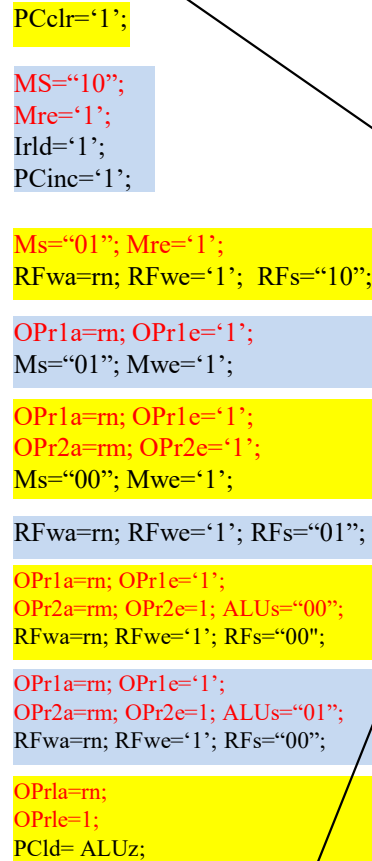 PCclr=‘1’;
MS=“10”;
Mre=‘1’;
Irld=‘1’;
PCinc=‘1’;
Ms=“01”; Mre=‘1’;
RFwa=rn; RFwe=‘1’; RFs=“10”;
OPr1a=rn; OPr1e=‘1’;
Ms=“01”; Mwe=‘1’;
OPr1a=rn; OPr1e=‘1’;
OPr2a=rm; OPr2e=‘1’;
Ms=“00”; Mwe=‘1’;
RFwa=rn; RFwe=‘1’; RFs=“01”;
OPr1a=rn; OPr1e=‘1’;
OPr2a=rm; OPr2e=1; ALUs=“00”;
RFwa=rn; RFwe=‘1’; RFs=“00";
OPr1a=rn; OPr1e=‘1’;
OPr2a=rm; OPr2e=1; ALUs=“01”;
RFwa=rn; RFwe=‘1’; RFs=“00”;
OPrla=rn;
OPrle=1;
PCld= ALUz;